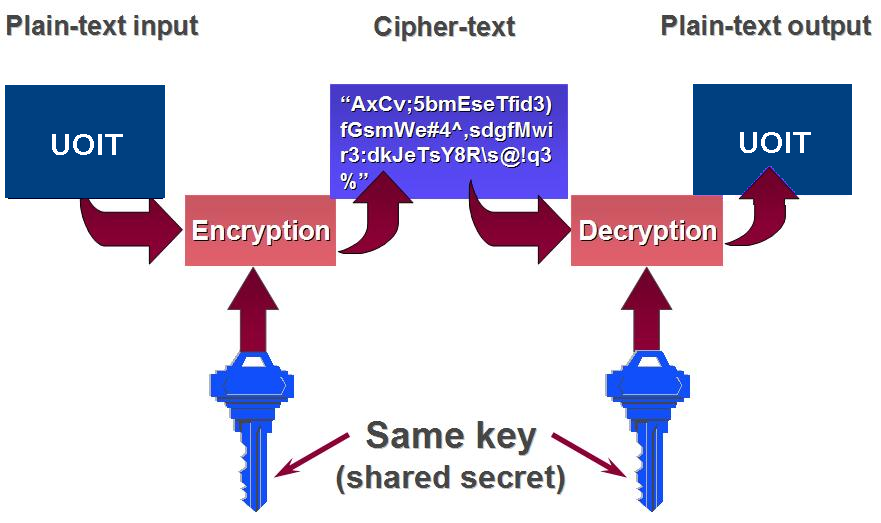 Plain-text input
Cipher-text
Plain-text output
UOIT
“AxCv;5bmEseTfid3)
fGsmWe#4^,sdgfMwi
r3:dkJeTsY8R\s@!q3
%”
UOIT
Encryption
Decryption
Same key
(shared secret)